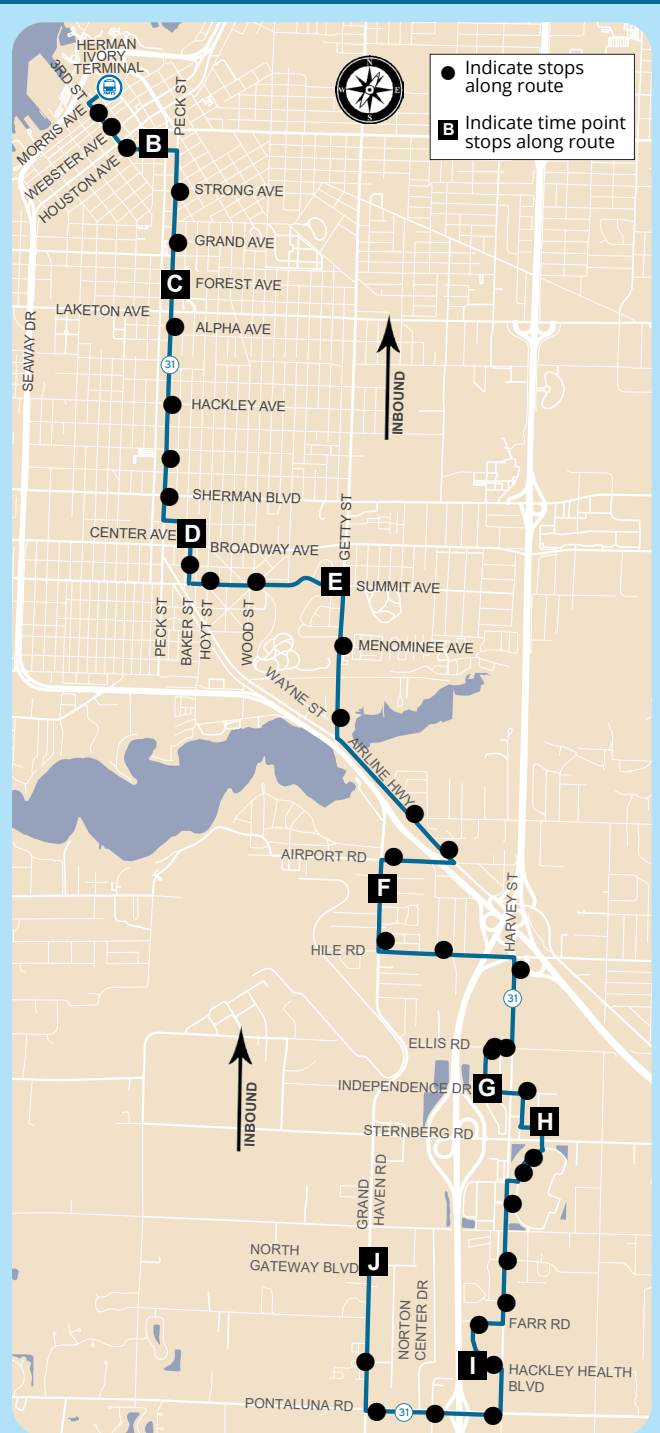 HERMAN
IVORY
TERMINAL
3RD ST
MORRIS AVE
WEBSTER AVE
HOUSTON AVE
B
PECK ST
N
W E
S
Indicate stops
along route
B Indicate time point
stops along route
STRONG AVE
GRAND AVE
C FOREST AVE
LAKETON AVE
ALPHA AVE
SEAWAY DR
31
INBOUND
HACKLEY AVE
SHERMAN BLVD
CENTER AVE D
BROADWAY AVE
GETTY ST
E SUMMIT AVE
PECK ST
BAKER ST
HOYT ST
WOOD ST
MENOMINEE AVE
WAYNE ST
AIRLINE HWY
AIRPORT RD
F
HARVEY ST
HILE RD
31
ELLIS RD
INDEPENDENCE DR G
INBOUND
H
STERNBERG RD
GRAND
HAVEN RD
NORTH
GATEWAY BLVD J
NORTON
CENTER DR
FARR RD
I HACKLEY HEALTH
BLVD
PONTALUNA RD
31